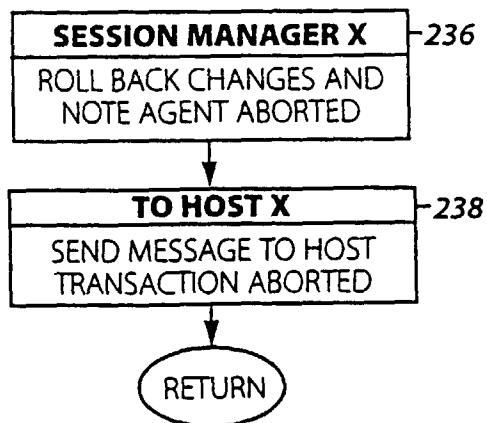 SESSION MANAGER X
236
ROLL BACK CHANGES AND
NOTE AGENT ABORTED
TO HOST X
238
SEND MESSAGE TO HOST
TRANSACTION ABORTED
RETURN